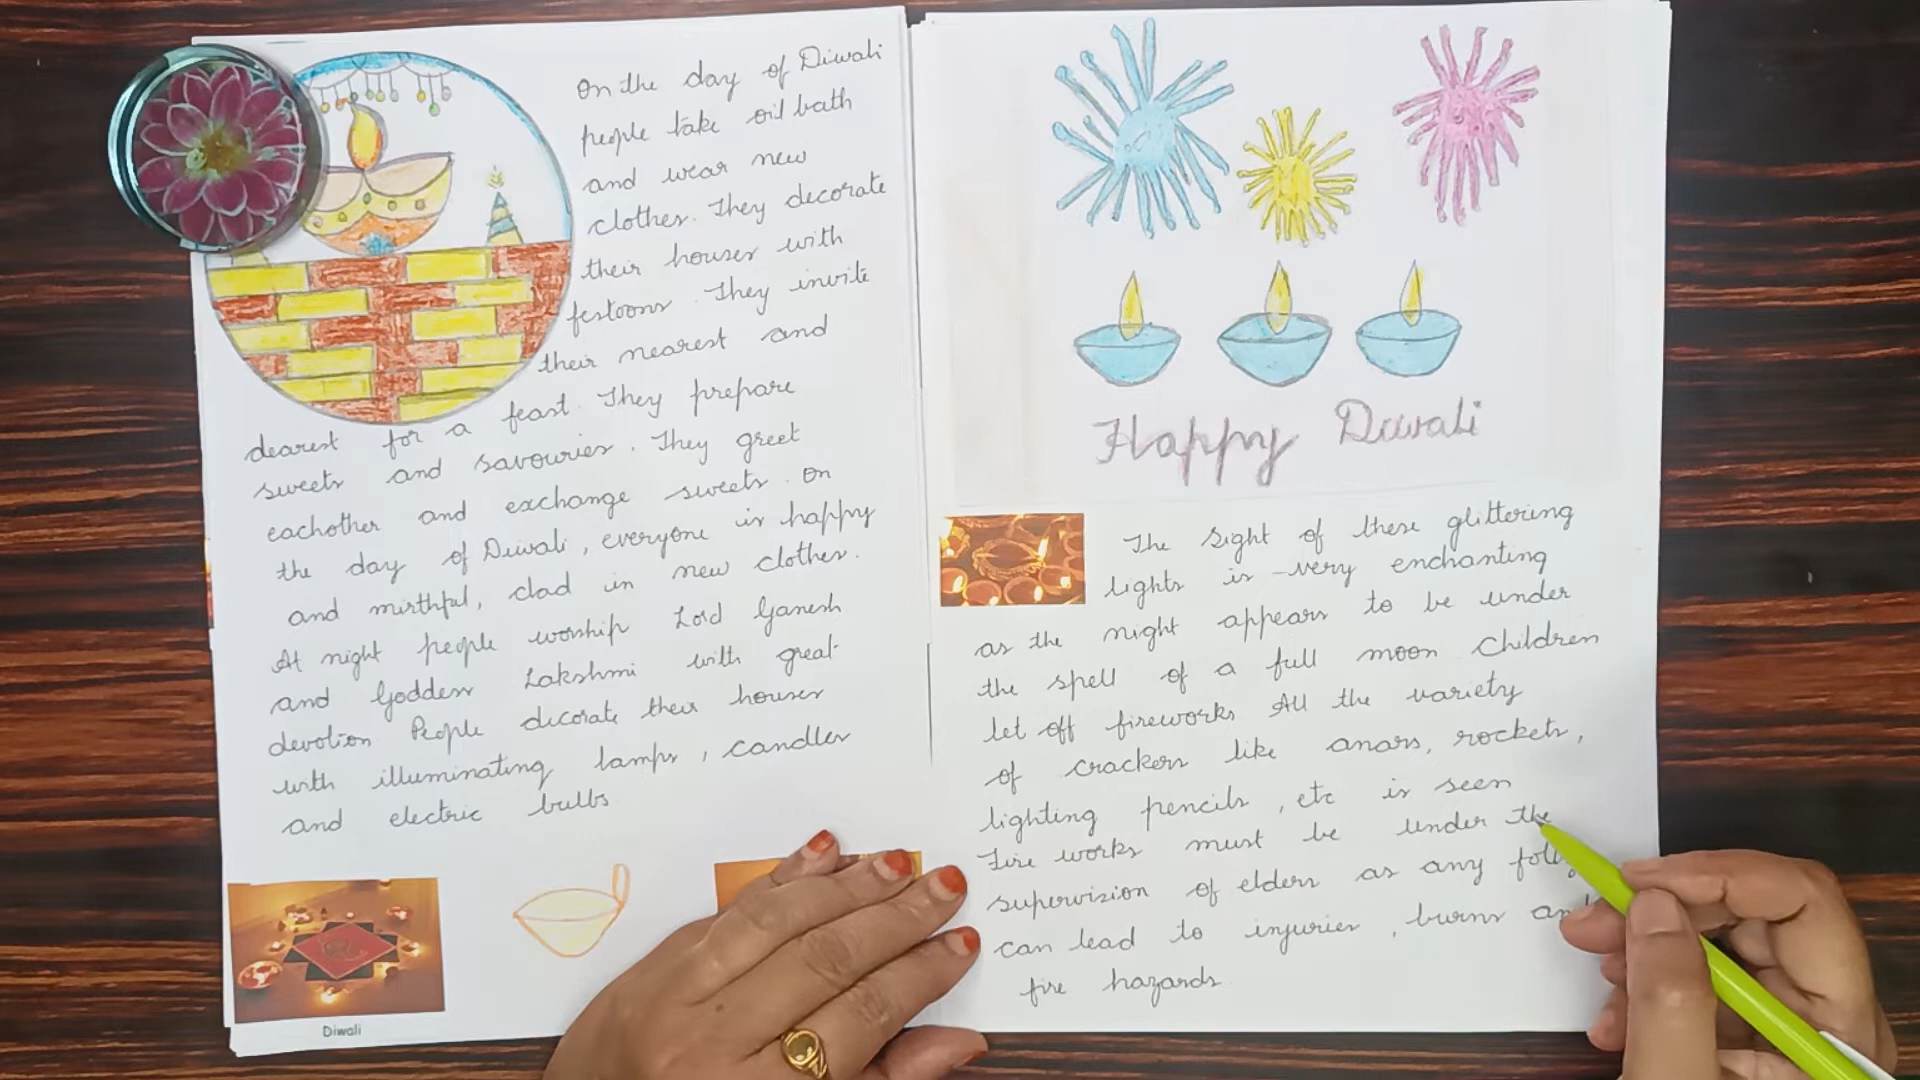 On the day of Diwali
people take oil bath
and wear new
clothes. They decorate
their houses with
festoons. They invite
their nearest and
dearest for a feast. They prepare
sweets and savouries. They greet
eachother and exchange sweets. On
the day of Diwali, everyone is happy
and mirthful, clad in new clothes.
At night people worship Lord Ganesh
and Goddess Lakshmi with great
devotion People decorate their houses
with illuminating lamps, candles
and electric bulbs
Diwali
Happy Diwali
The sight of these glittering
lights is very enchanting
as the night appears to be under
the spell of a full moon Children
let off fireworks All the variety
of crackers like anars, rockets,
lighting pencils, etc is seen
Fire works must be under the
supervision of elders as any folly
can lead to injuries, burns and
fire hazards.